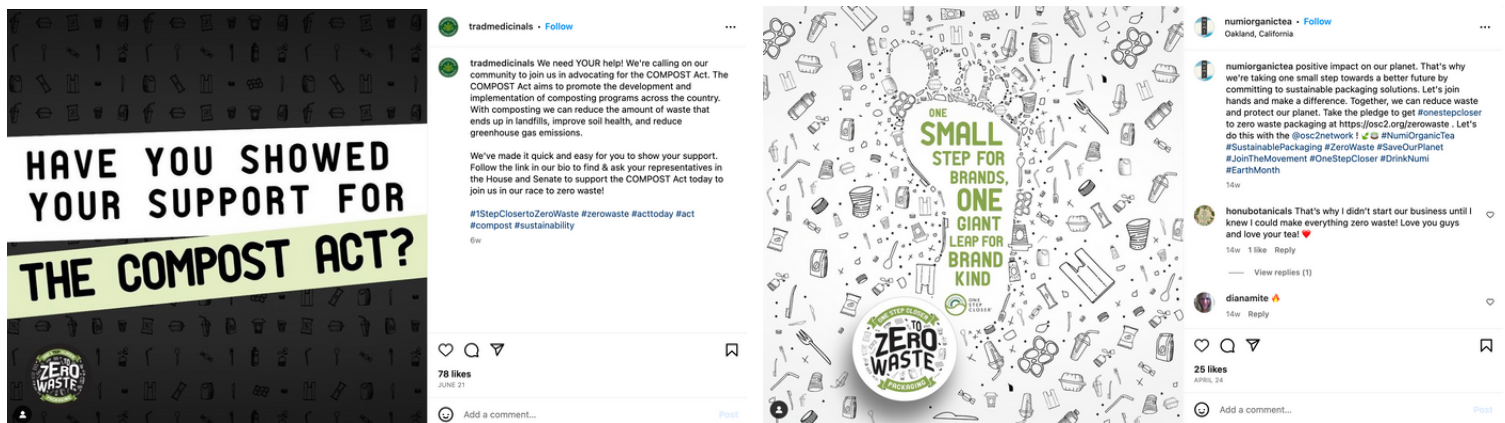 HAVE YOU SHOWED
YOUR SUPPORT FOR
THE COMPOST ACT?
ONE STEP CLOSER
TO
ZERO
WASTE
PACKAGING
tradmedicinals • Follow
tradmedicinals We need YOUR help! We're calling on our
community to join us in advocating for the COMPOST Act. The
COMPOST Act aims to promote the development and
implementation of composting programs across the country.
With composting we can reduce the amount of waste that
ends up in landfills, improve soil health, and reduce
greenhouse gas emissions.
We've made it quick and easy for you to show your support.
Follow the link in our bio to find & ask your representatives in
the House and Senate to support the COMPOST Act today to
join us in our race to zero waste!
#1StepClosertoZeroWaste #zerowaste #acttoday #act
#compost #sustainability
6w
78 likes
JUNE 21
Add a comment...
Post
ONE
SMALL
STEP FOR
BRANDS,
ONE
GIANT
LEAP FOR
BRAND
KIND
ONE
STEP
CLOSER
ONE STEP CLOSER
TO
ZERO
WASTE
PACKAGING
numiorganictea • Follow
Oakland, California
numiorganictea positive impact on our planet. That's why
we're taking one small step towards a better future by
committing to sustainable packaging solutions. Let's join
hands and make a difference. Together, we can reduce waste
and protect our planet. Take the pledge to get #onestepcloser
to zero waste packaging at https://osc2.org/zerowaste . Let's
do this with the @osc2network ! #NumiOrganicTea
#SustainablePackaging #ZeroWaste #SaveOurPlanet
#JoinTheMovement #OneStepCloser #DrinkNumi
#EarthMonth
14w
honubotanicals That's why I didn't start our business until I
knew I could make everything zero waste! Love you guys
and love your tea! ❤️
14w 1 like Reply
View replies (1)
dianamite 🔥
14w Reply
25 likes
APRIL 24
Add a comment...
Post